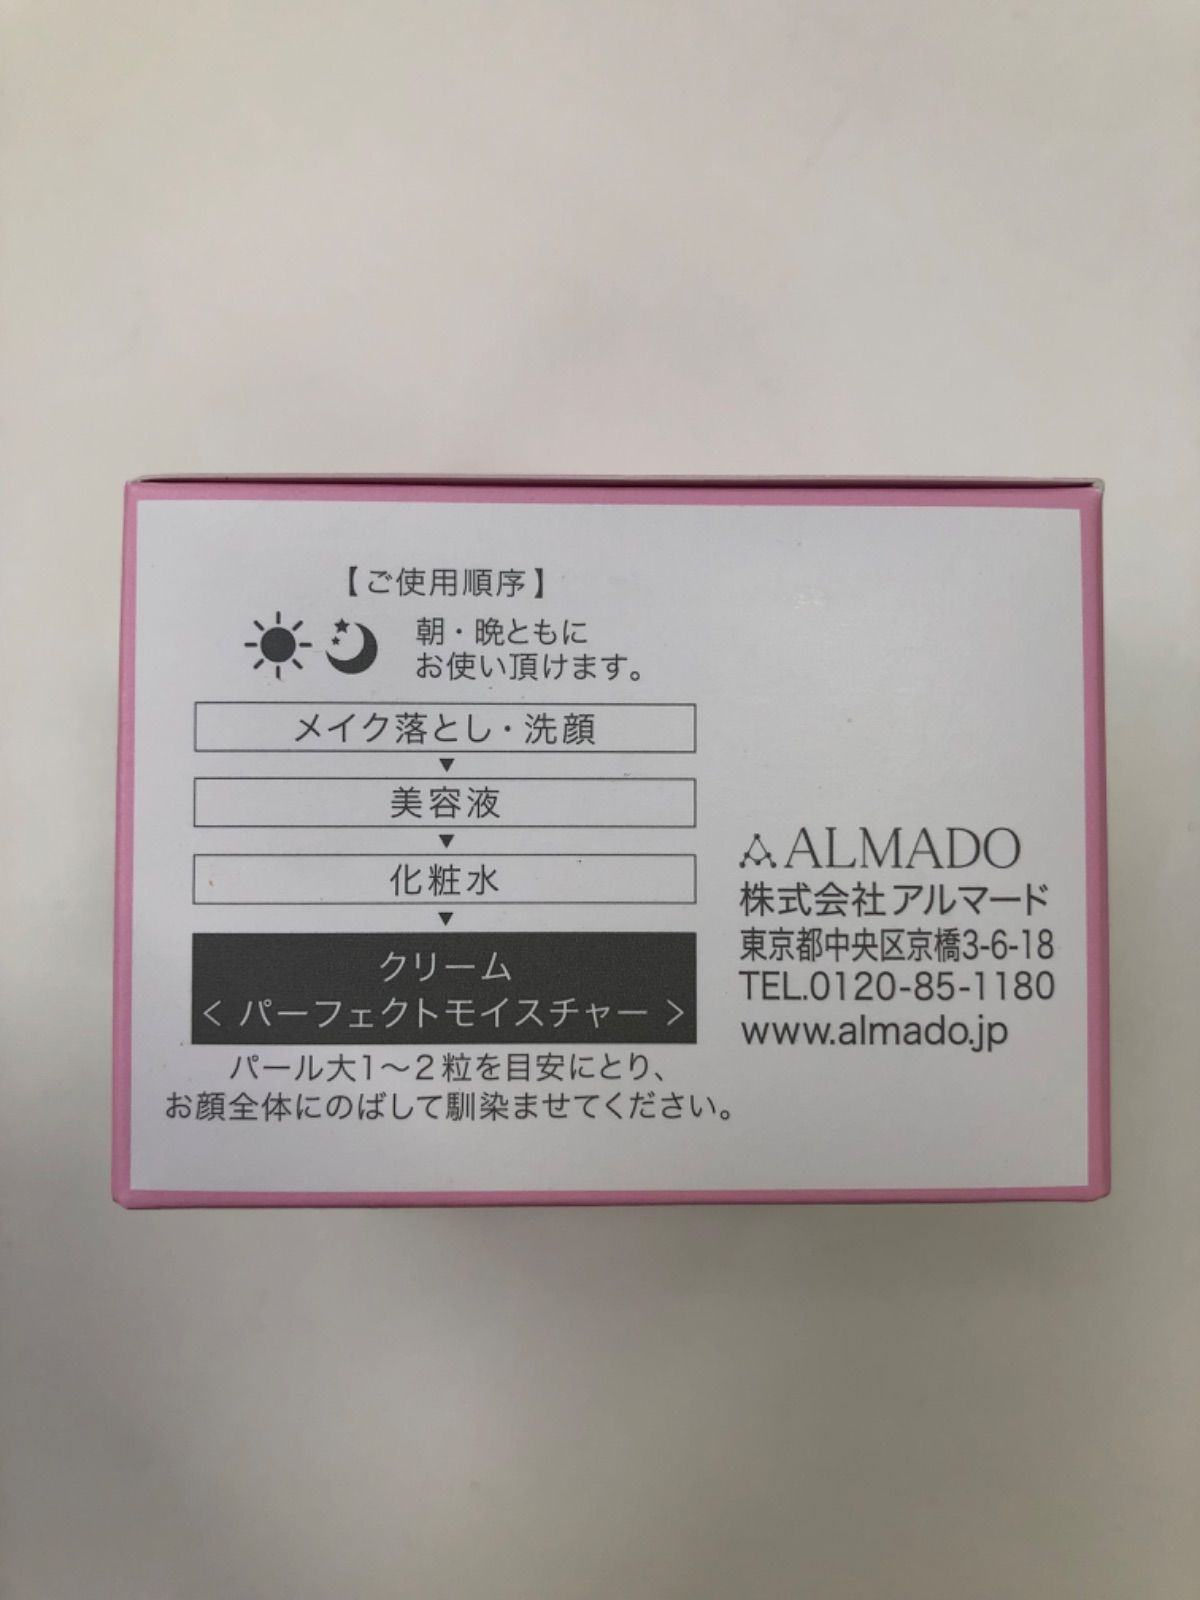 【ご使用順序】
朝・晩ともに
お使い頂けます。
メイク落とし・洗顔
▼
美容液
▼
化粧水
▼
クリーム
< パーフェクトモイスチャー >
パール大1〜2粒を目安にとり、
お顔全体にのばして馴染ませてください。
ALMADO
株式会社アルマード
東京都中央区京橋3-6-18
TEL.0120-85-1180
www.almado.jp